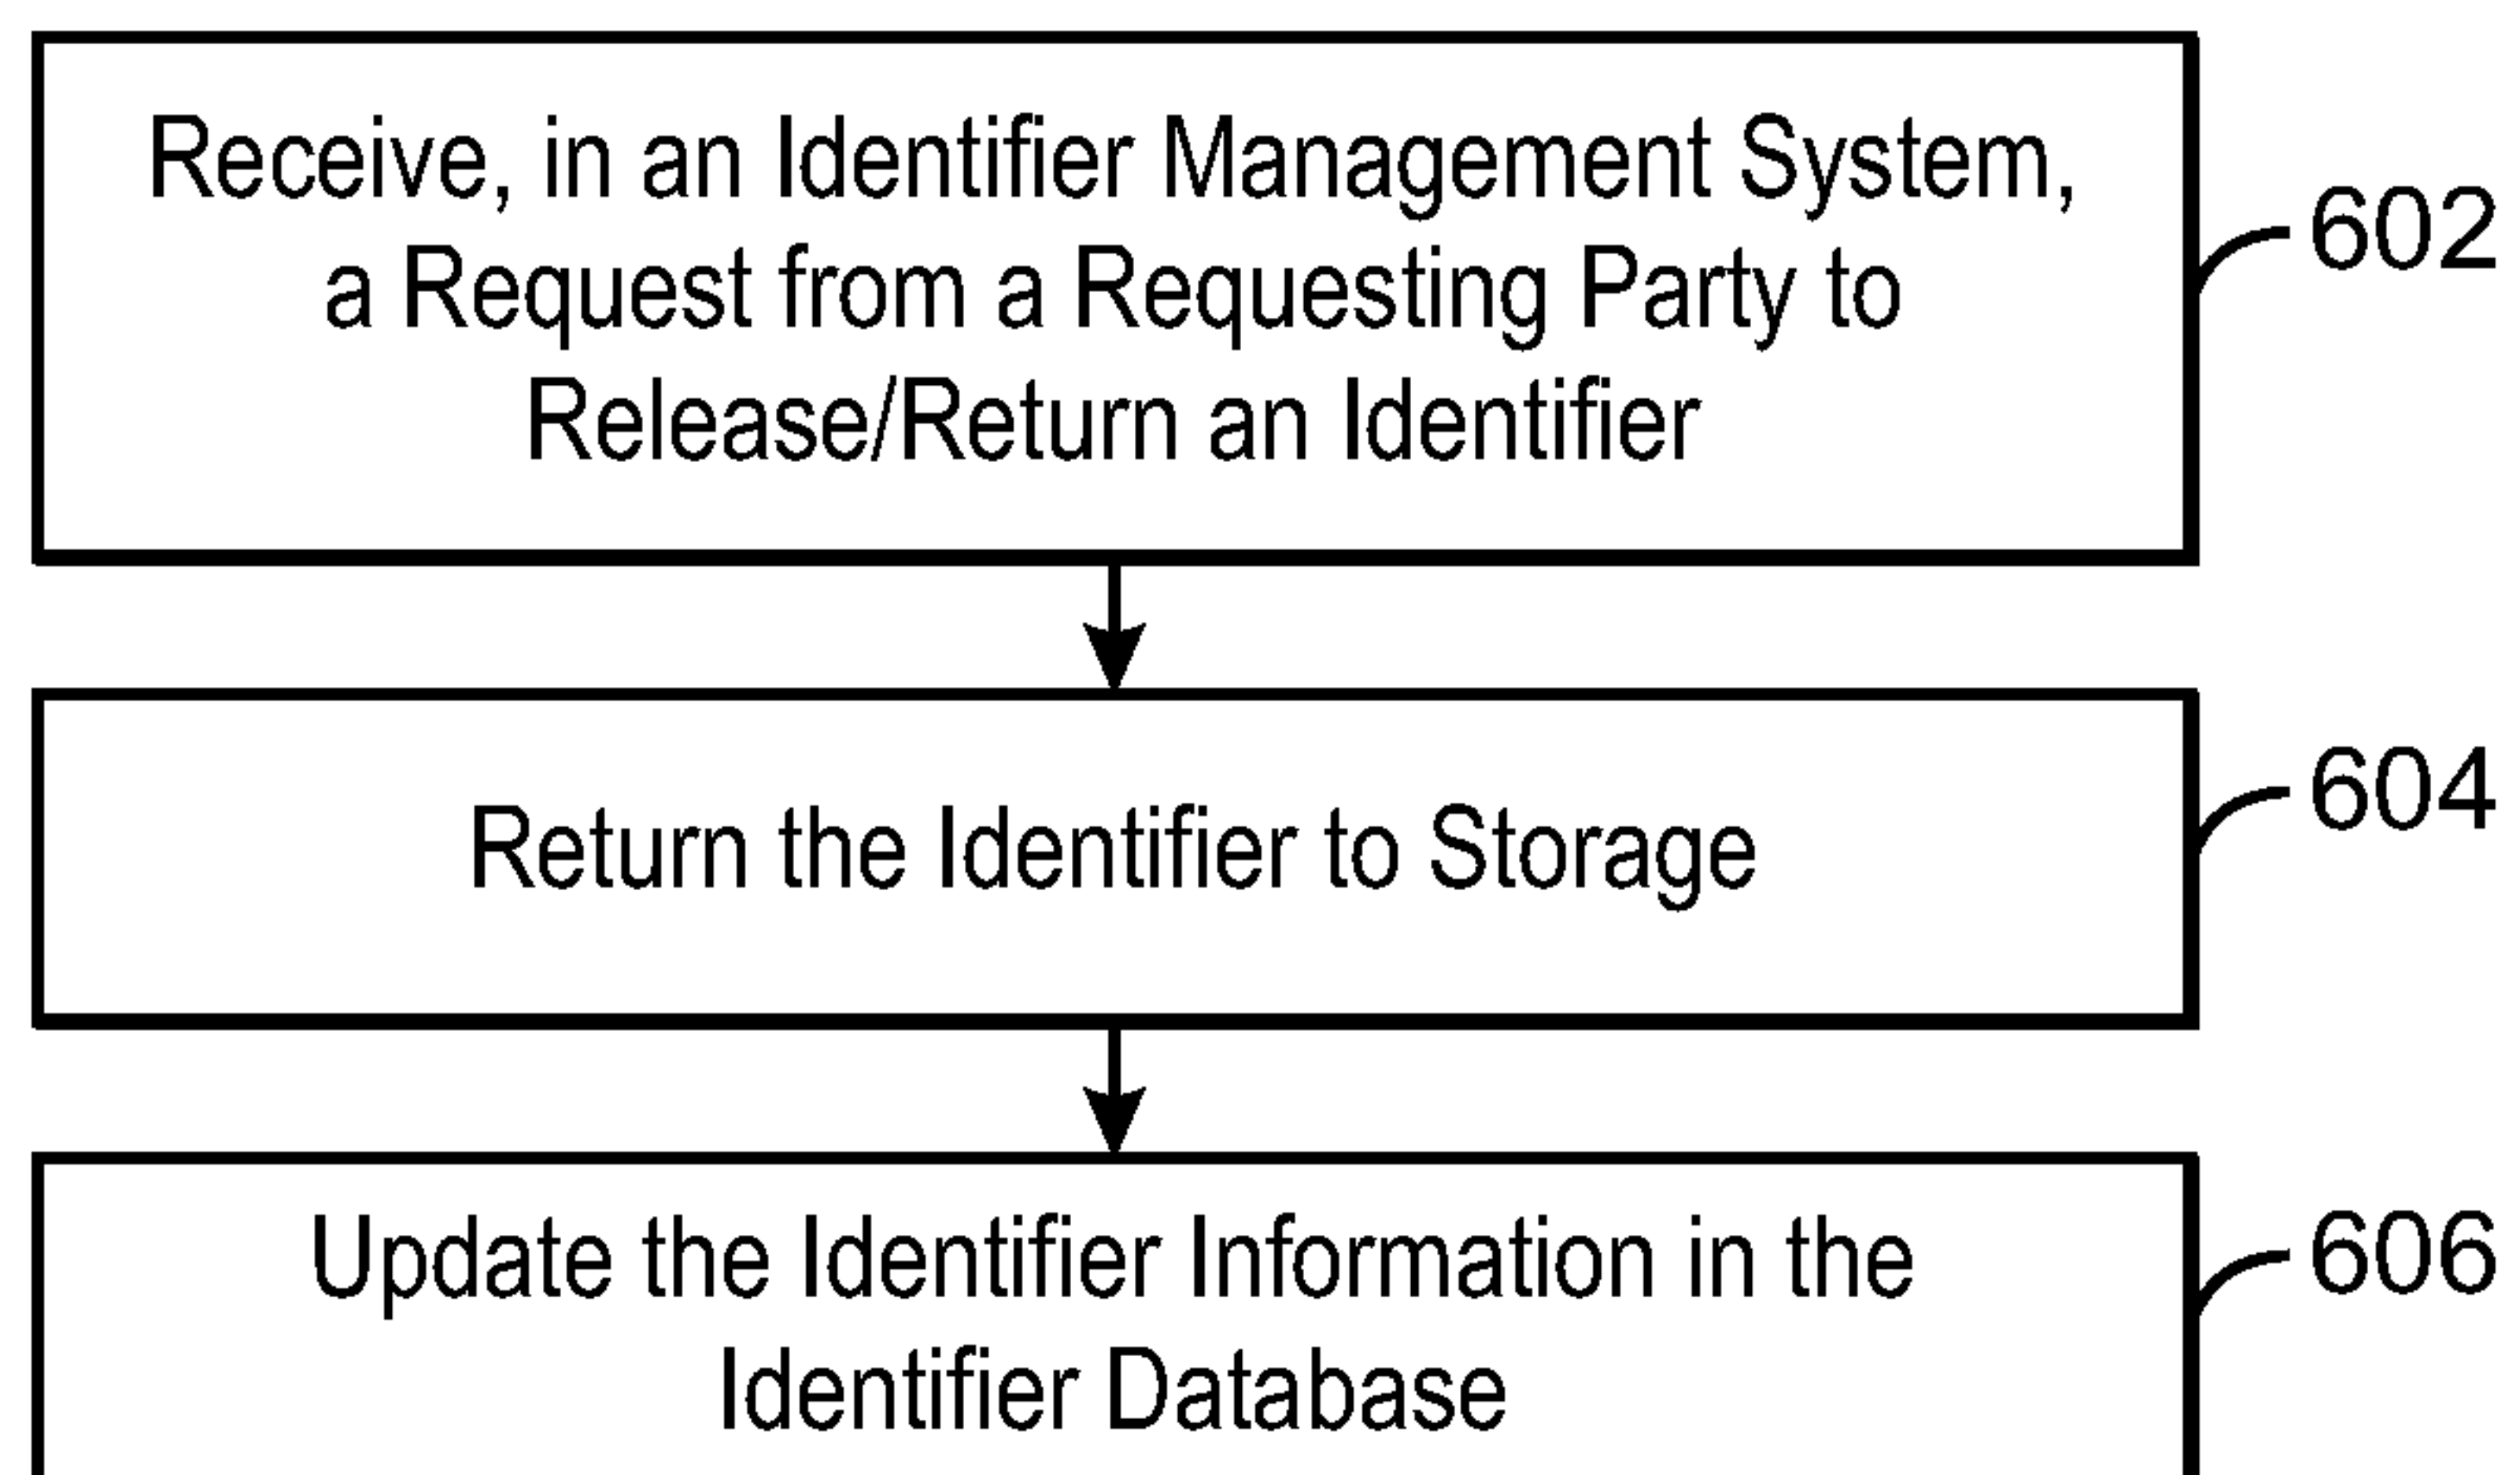 Receive, in an Identifier Management System,
a Request from a Requesting Party to
Release/Return an Identifier
602
Return the Identifier to Storage
604
Update the Identifier Information in the
Identifier Database
606